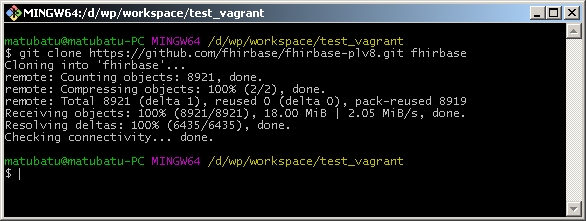 MINGW64:/d/wp/workspace/test_vagrant
matubatu@matubatu-PC MINGW64 /d/wp/workspace/test_vagrant
$ git clone https://github.com/fhirbase/fhirbase-plv8.git fhirbase
Cloning into 'fhirbase'...
remote: Counting objects: 8921, done.
remote: Compressing objects: 100% (2/2), done.
remote: Total 8921 (delta 1), reused 0 (delta 0), pack-reused 8919
Receiving objects: 100% (8921/8921), 18.00 MiB | 2.05 MiB/s, done.
Resolving deltas: 100% (6435/6435), done.
Checking connectivity... done.
matubatu@matubatu-PC MINGW64 /d/wp/workspace/test_vagrant
$